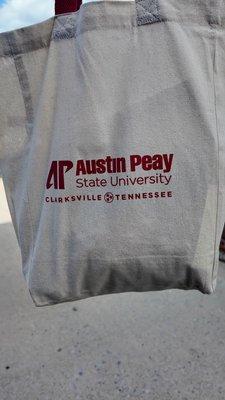 AP Austin Peay
State University
CLARKSVILLE TENNESSEE